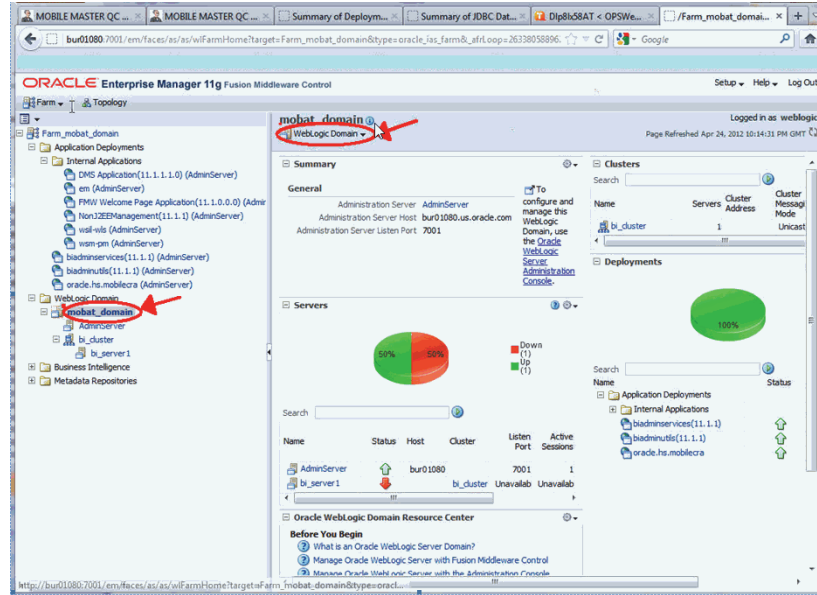 MOBILE MASTER QC ...
MOBILE MASTER QC ...
Summary of Deploym...
Summary of JDBC Dat...
Dlp8lx58AT < OPSWe...
/Farm_mobat_domai...
bur01080:7001/em/faces/as/as/wlFarmHome?target=Farm_mobat_domain&type=oracle_ias_farm&_afrLoop=26338058896.
Google
ORACLE Enterprise Manager 11g Fusion Middleware Control
Setup Help Log Out
Farm Topology
Farm_mobat_domain
Application Deployments
Internal Applications
DMS Application(11.1.1.1.0) (AdminServer)
em (AdminServer)
FMW Welcome Page Application(11.1.0.0.0) (Admir
NonJ2EEManagement(11.1.1) (AdminServer)
wsil-wls (AdminServer)
wsm-pm (AdminServer)
biadminservices(11.1.1) (AdminServer)
biadminutils(11.1.1) (AdminServer)
oracle.hs.mobilecra (AdminServer)
WebLogic Domain
mobat_domain
AdminServer
bi_cluster
bi_server1
Business Intelligence
Metadata Repositories
mobat_domain
WebLogic Domain
Logged in as weblogic
Page Refreshed Apr 24, 2012 10:14:31 PM GMT
Summary
General
Administration Server AdminServer
Administration Server Host bur01080.us.oracle.com
Administration Server Listen Port 7001
To
configure and
manage this
WebLogic
Domain, use
the Oracle
WebLogic
Server
Administration
Console.
Servers
50% 50%
Down
(1)
Up
(1)
Search
Name Status Host Cluster Listen Port Active Sessions
AdminServer bur01080 7001 1
bi_server1 bi_cluster Unavailab Unavailab
Oracle WebLogic Domain Resource Center
Before You Begin
What is an Oracle WebLogic Server Domain?
Manage Oracle WebLogic Server with Fusion Middleware Control
Manage Oracle WebLogic Server with the Administration Console
Clusters
Search
Name Servers Cluster Address Cluster Messagi Mode
bi_cluster 1 Unicast
Deployments
100%
Search
Name Status
Application Deployments
Internal Applications
biadminservices(11.1.1)
biadminutils(11.1.1)
oracle.hs.mobilecra
http://bur01080:7001/em/faces/as/as/wlFarmHome?target=Farm_mobat_domain&type=oracl...